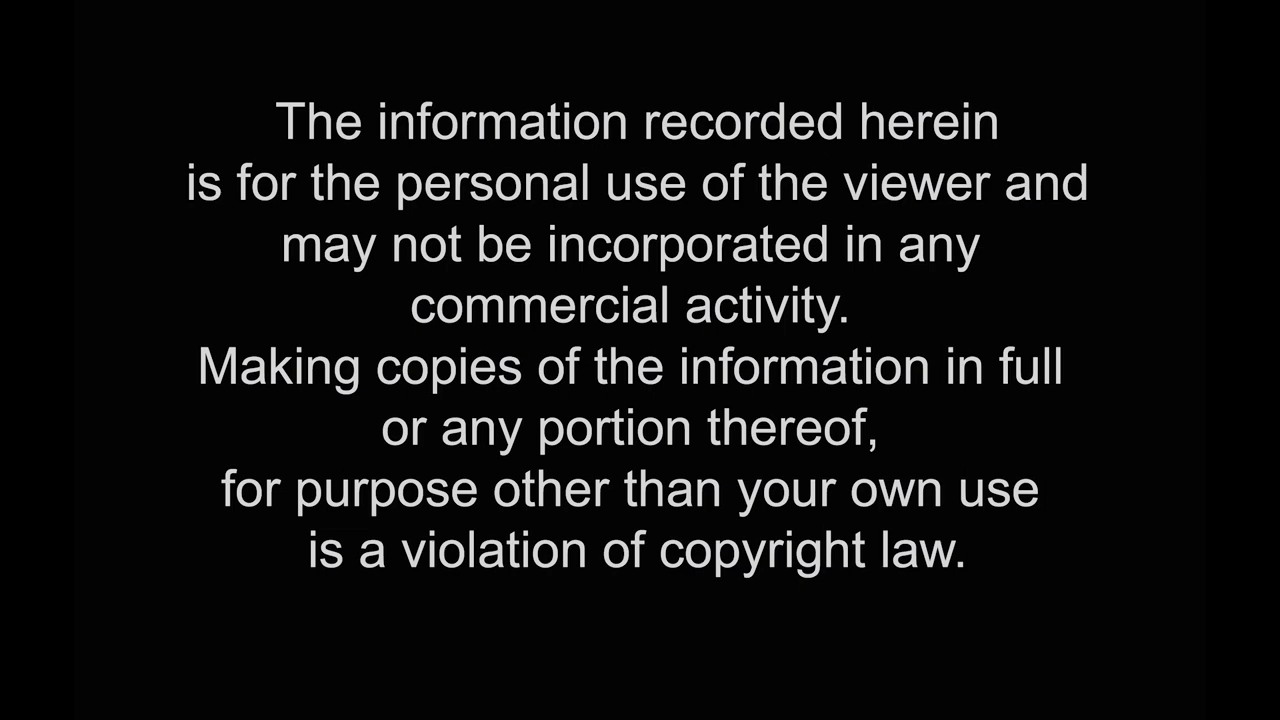 The information recorded herein
is for the personal use of the viewer and
may not be incorporated in any
commercial activity.
Making copies of the information in full
or any portion thereof,
for purpose other than your own use
is a violation of copyright law.